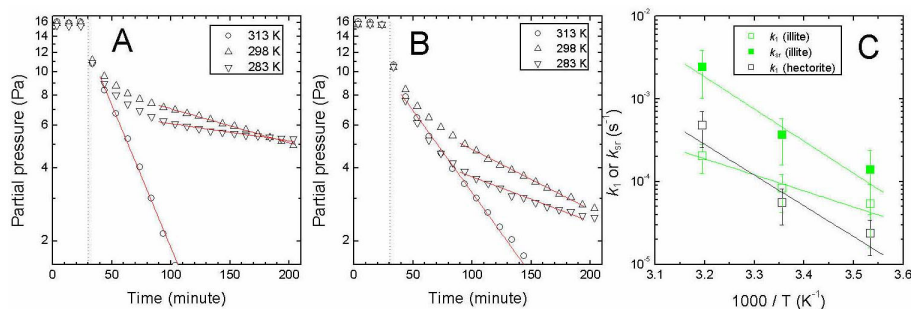 A
313 K
298 K
283 K
Partial pressure (Pa)
16
14
12
10
8
6
4
2
0
50
100
150
200
Time (minute)
B
313 K
298 K
283 K
Partial pressure (Pa)
16
14
12
10
8
6
4
2
0
50
100
150
200
Time (minute)
C
k₁ (illite)
kₛᵣ (illite)
k₁ (hectorite)
k₁ or kₛᵣ (s⁻¹)
10⁻²
10⁻³
10⁻⁴
10⁻⁵
3.1
3.2
3.3
3.4
3.5
3.6
1000 / T (K⁻¹)